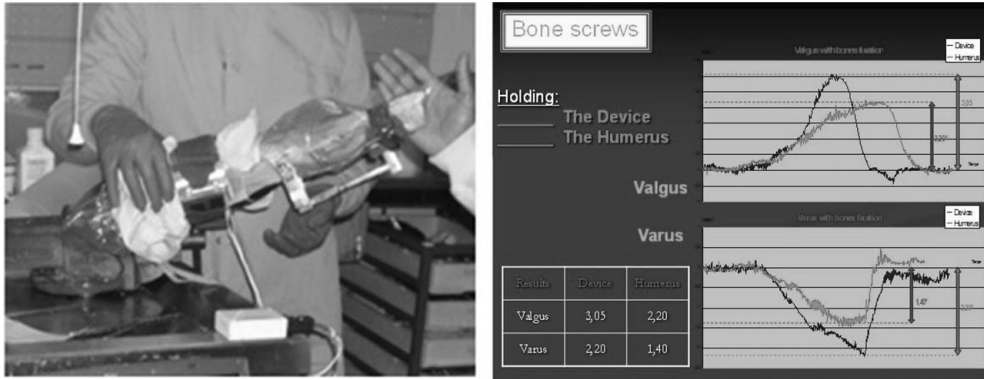 Bone screws
Holding:
The Device
The Humerus
Valgus
Varus
Results Device Humerus
Valgus 3,05 2,20
Varus 2,20 1,40
Valgus with bones fixation
Device
Humerus
3,05
2,20°
Varus with bones fixation
Device
Humerus
1,40°